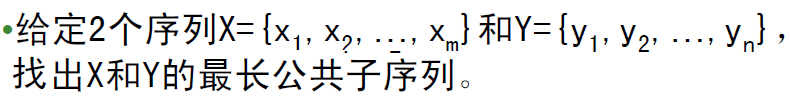 •给定2个序列X={x₁, x₂, ..., xₘ}和Y={y₁, y₂, ..., yₙ}，
找出X和Y的最长公共子序列。